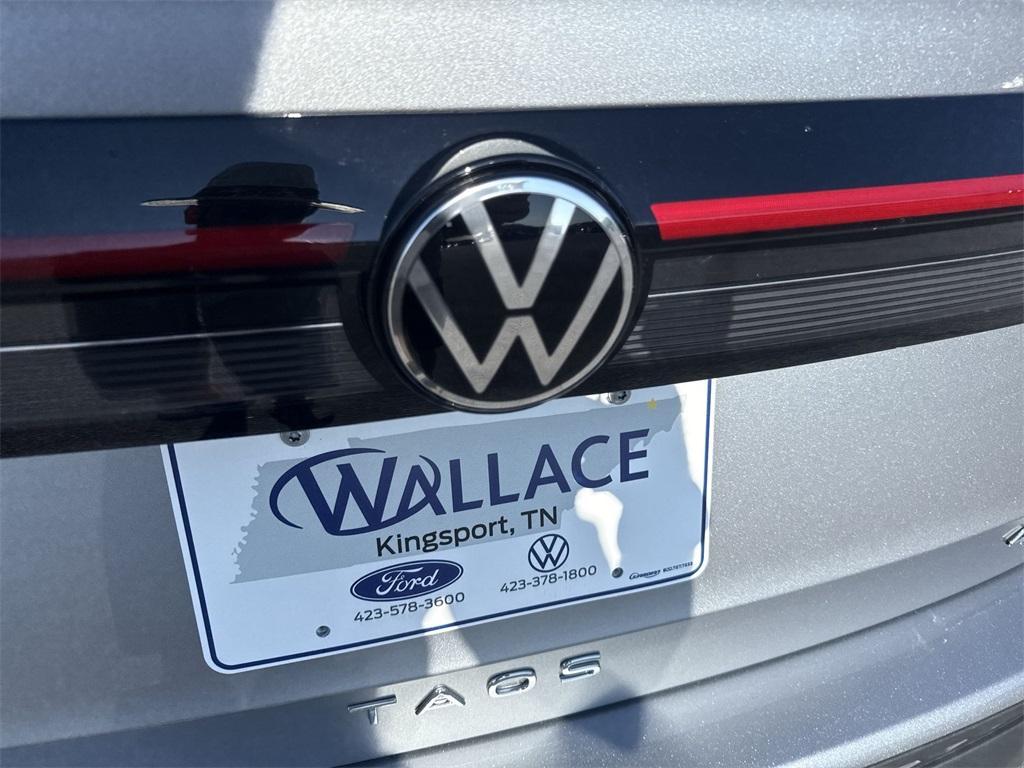 WALLACE
Kingsport, TN
Ford
423-578-3600
423-378-1800
TAOS